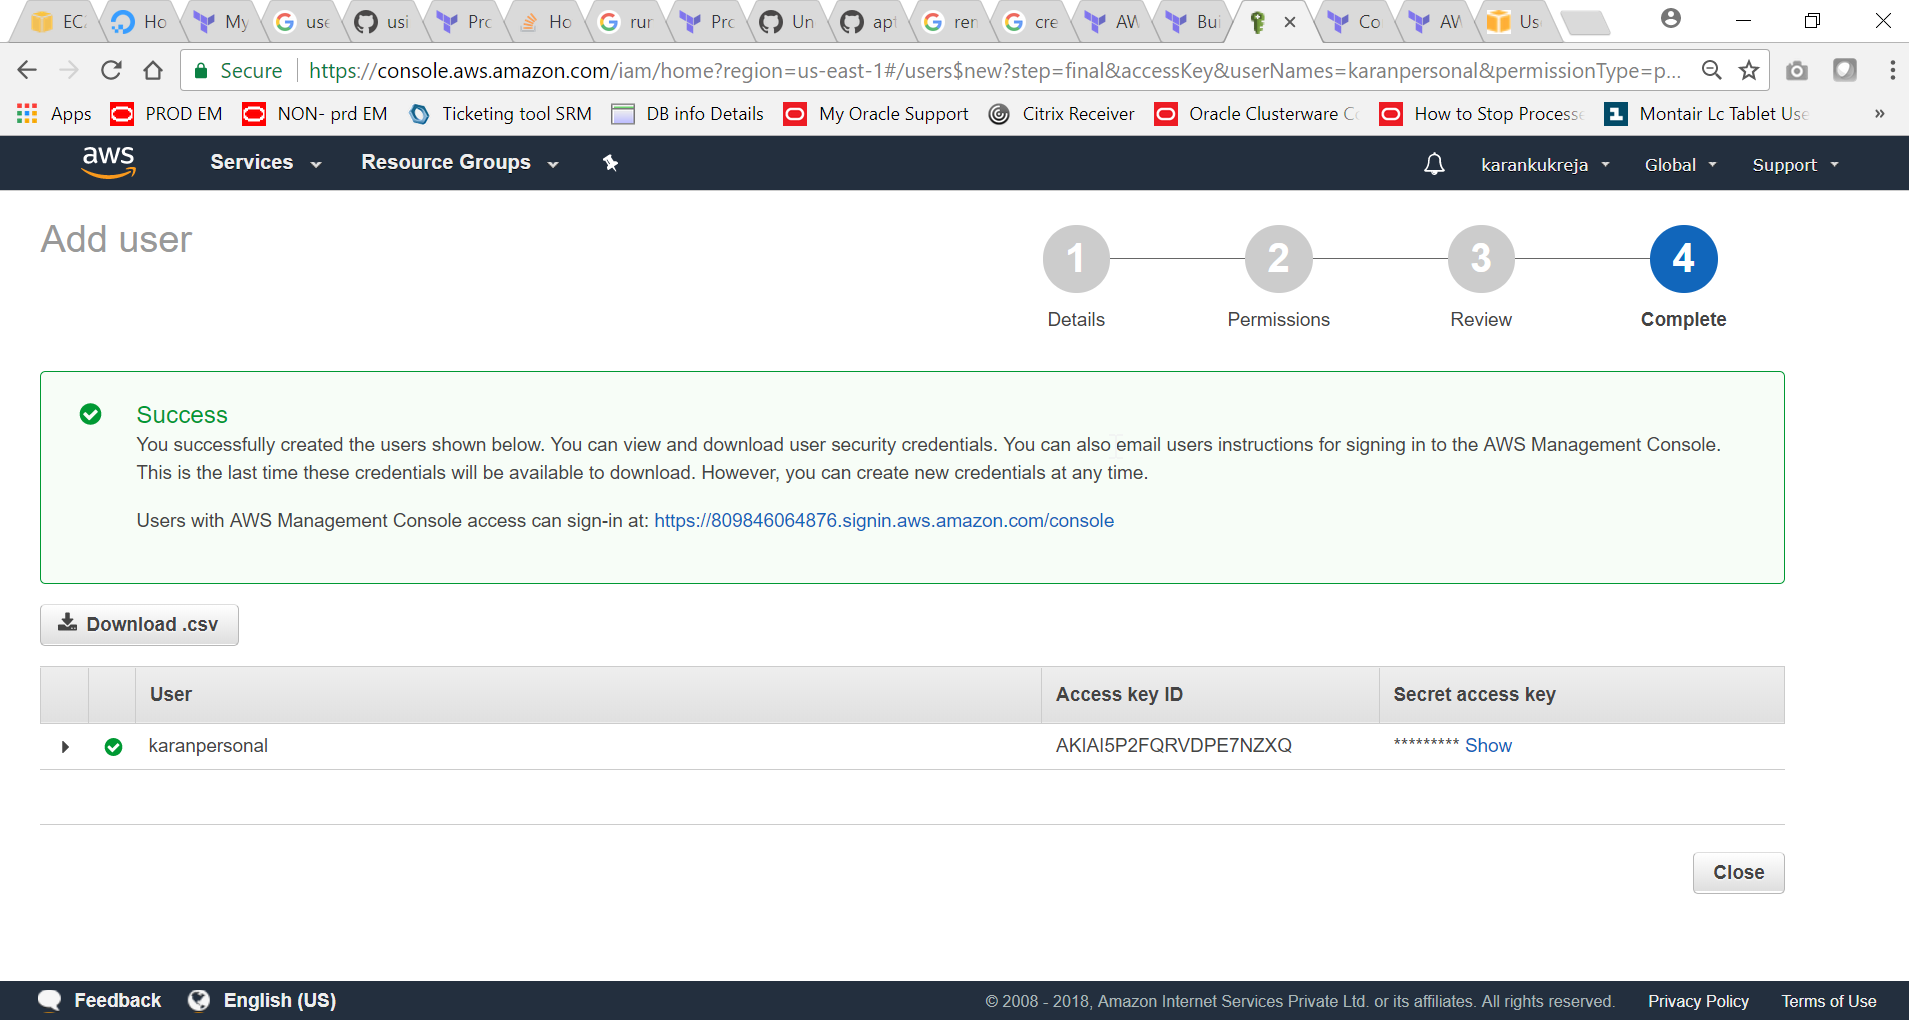 EC Ho My use usi Pro Ho rur Pro Un apt ren cre AW Bui Co AW Us
Secure https://console.aws.amazon.com/iam/home?region=us-east-1#/users$new?step=final&accessKey&userNames=karanpersonal&permissionType=p...
Apps PROD EM NON- prd EM Ticketing tool SRM DB info Details My Oracle Support Citrix Receiver Oracle Clusterware How to Stop Processe Montair Lc Tablet Use »
aws Services Resource Groups karankukreja Global Support
Add user
1 2 3 4
Details Permissions Review Complete
Success
You successfully created the users shown below. You can view and download user security credentials. You can also email users instructions for signing in to the AWS Management Console.
This is the last time these credentials will be available to download. However, you can create new credentials at any time.
Users with AWS Management Console access can sign-in at: https://809846064876.signin.aws.amazon.com/console
Download .csv
User Access key ID Secret access key
karanpersonal AKIAI5P2FQRVDPE7NZXQ ********* Show
Close
Feedback English (US) © 2008 - 2018, Amazon Internet Services Private Ltd. or its affiliates. All rights reserved. Privacy Policy Terms of Use